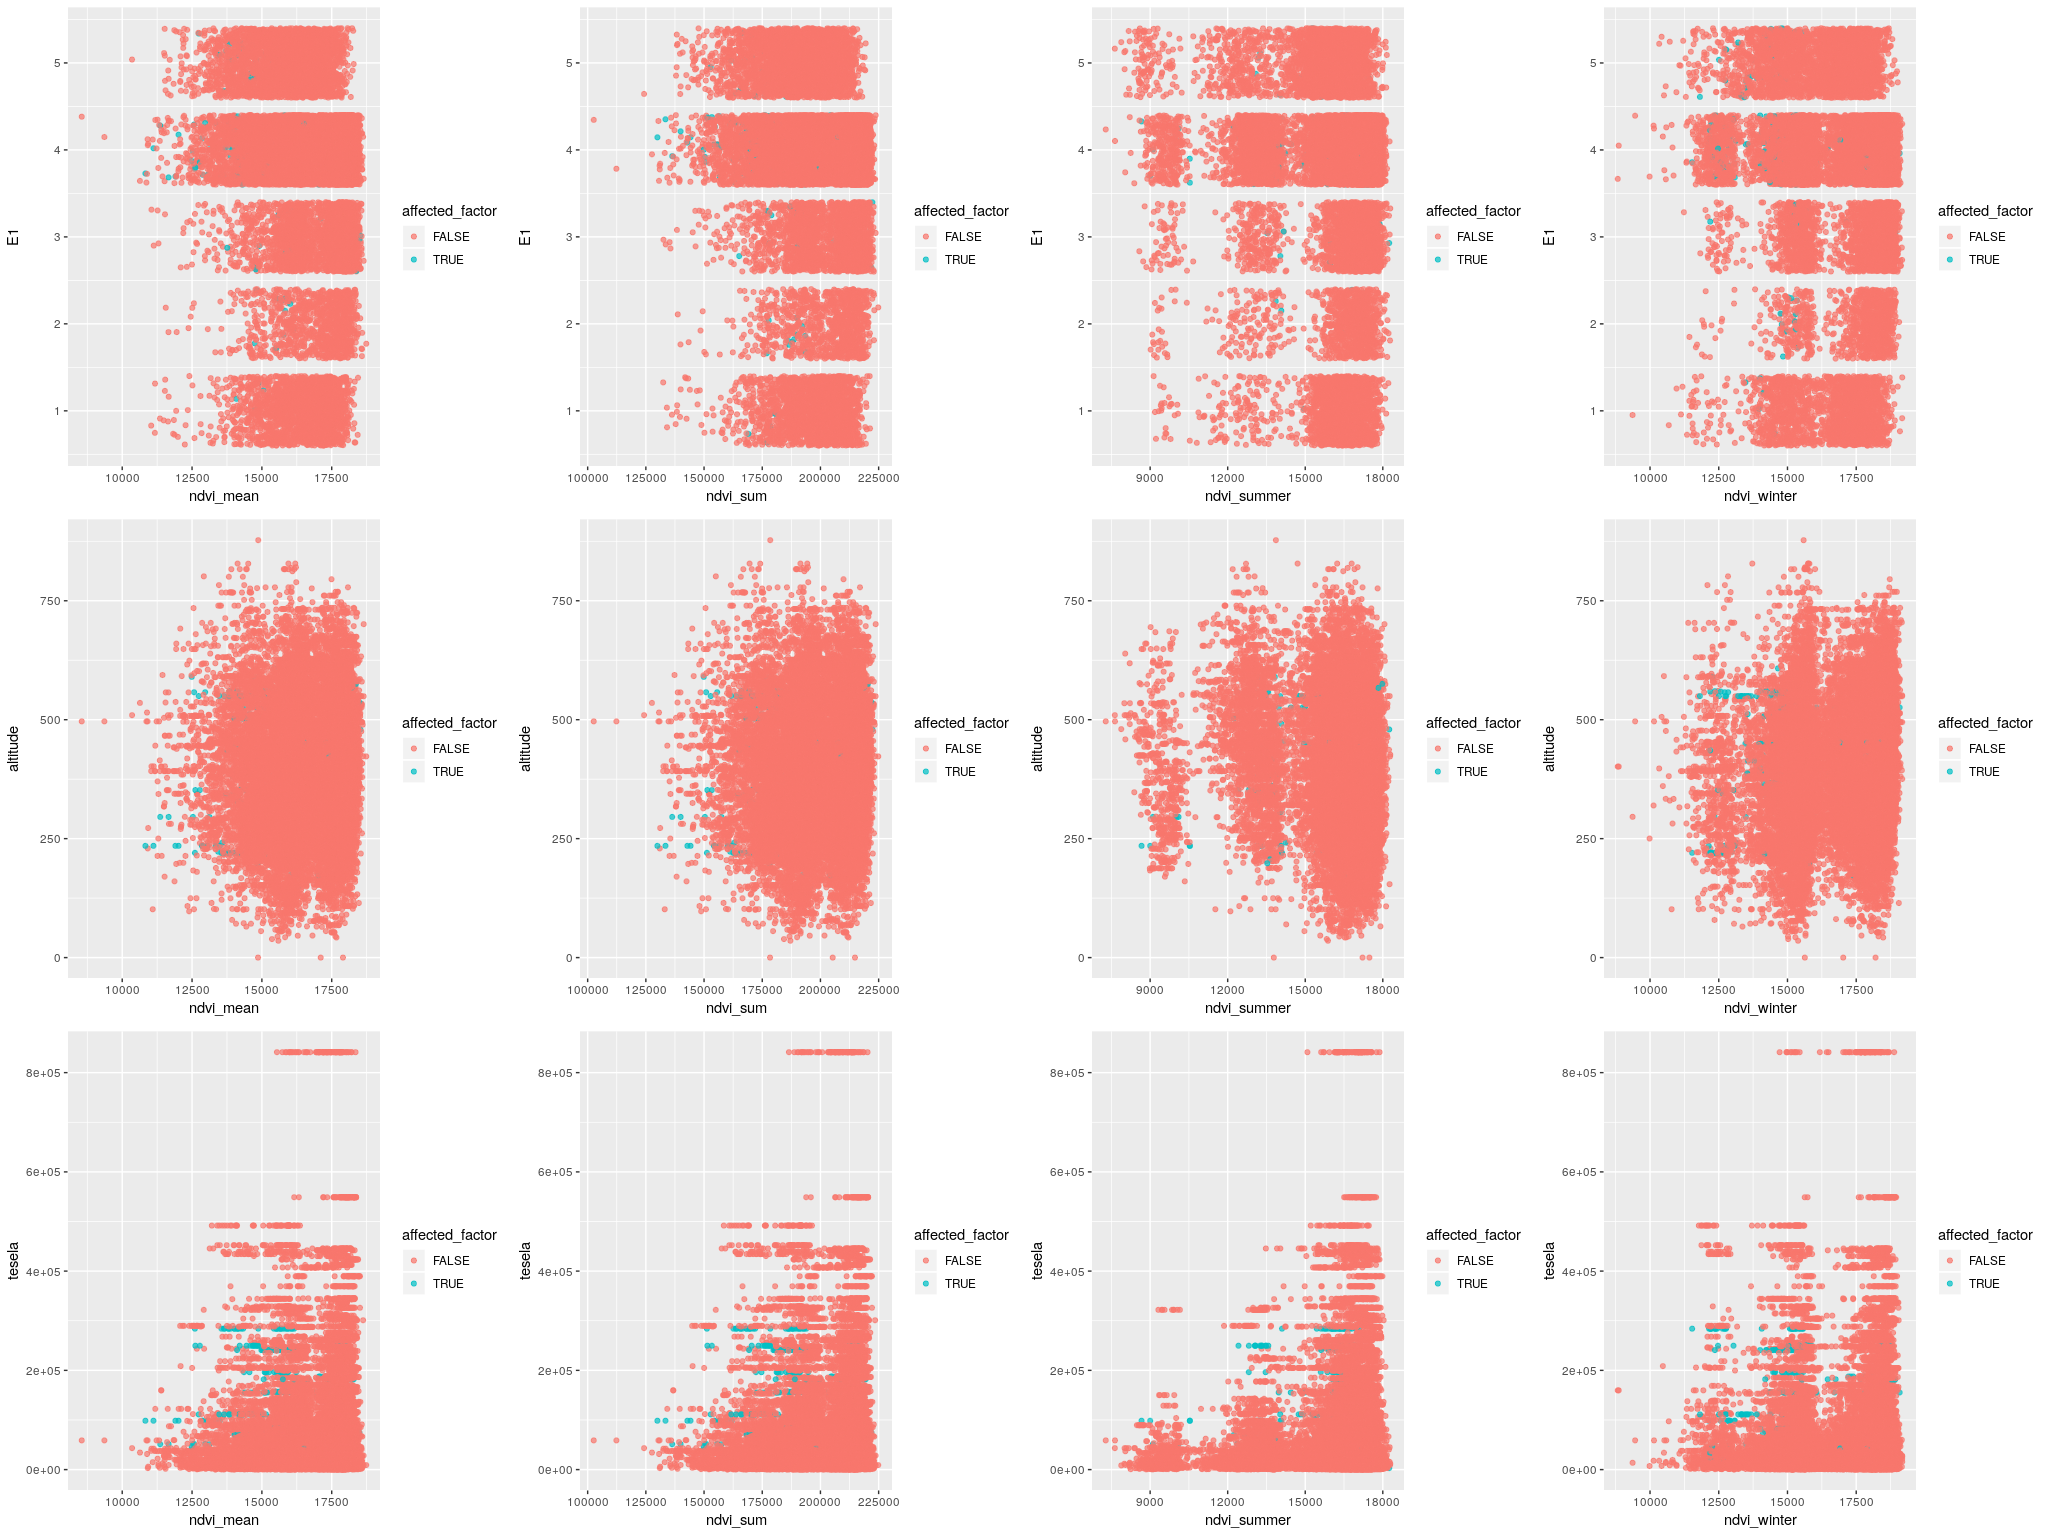 E1
5
4
3
2
1
10000 12500 15000 17500
ndvi_mean
affected_factor
FALSE
TRUE
E1
5
4
3
2
1
100000 125000 150000 175000 200000 225000
ndvi_sum
affected_factor
FALSE
TRUE
E1
5
4
3
2
1
9000 12000 15000 18000
ndvi_summer
affected_factor
FALSE
TRUE
E1
5
4
3
2
1
10000 12500 15000 17500
ndvi_winter
affected_factor
FALSE
TRUE
altitude
750
500
250
0
10000 12500 15000 17500
ndvi_mean
affected_factor
FALSE
TRUE
altitude
750
500
250
0
100000 125000 150000 175000 200000 225000
ndvi_sum
affected_factor
FALSE
TRUE
altitude
750
500
250
0
9000 12000 15000 18000
ndvi_summer
affected_factor
FALSE
TRUE
altitude
750
500
250
0
10000 12500 15000 17500
ndvi_winter
affected_factor
FALSE
TRUE
tesela
8e+05
6e+05
4e+05
2e+05
0e+00
10000 12500 15000 17500
ndvi_mean
affected_factor
FALSE
TRUE
tesela
8e+05
6e+05
4e+05
2e+05
0e+00
100000 125000 150000 175000 200000 225000
ndvi_sum
affected_factor
FALSE
TRUE
tesela
8e+05
6e+05
4e+05
2e+05
0e+00
9000 12000 15000 18000
ndvi_summer
affected_factor
FALSE
TRUE
tesela
8e+05
6e+05
4e+05
2e+05
0e+00
10000 12500 15000 17500
ndvi_winter
affected_factor
FALSE
TRUE